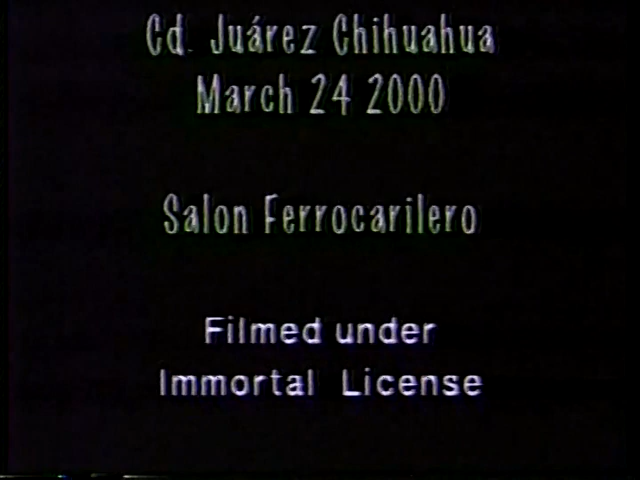 Cd. Juárez Chihuahua
March 24 2000
Salon Ferrocarilero
Filmed under
Immortal License